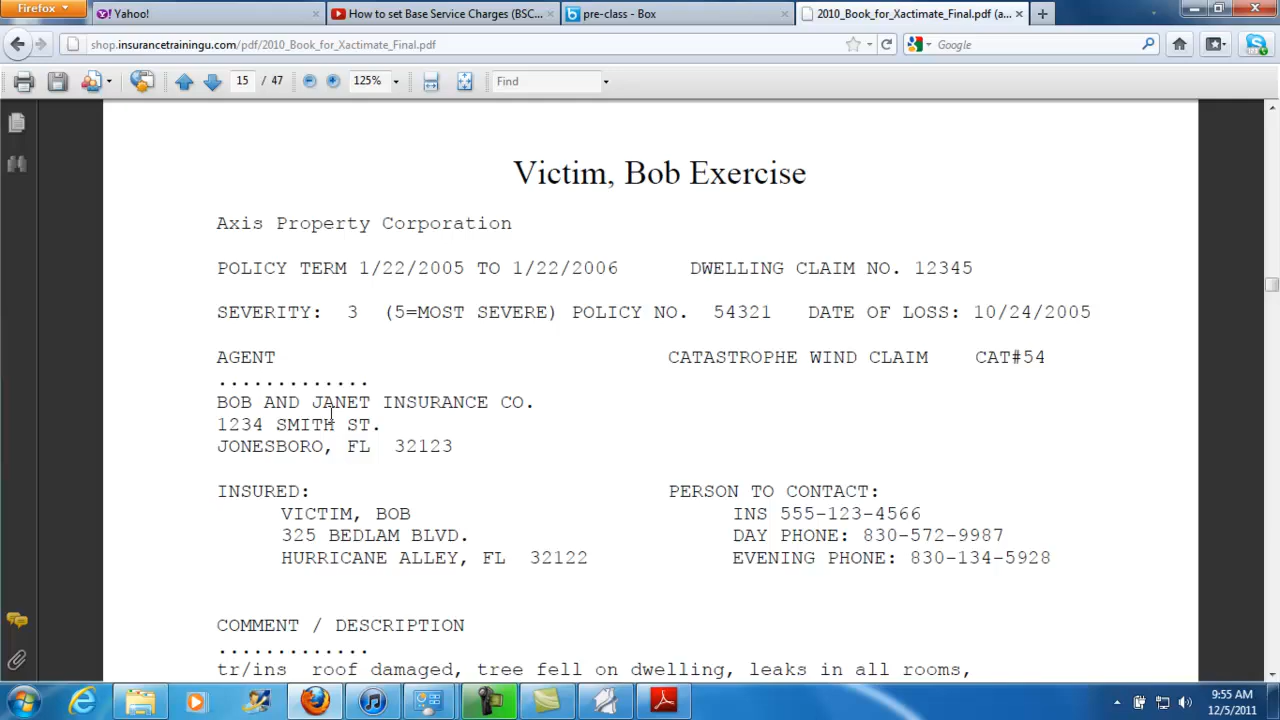 Firefox
Yahoo!
How to set Base Service Charges (BSC...
pre-class - Box
2010_Book_for_Xactimate_Final.pdf (a...
shop.insurancetrainingu.com/pdf/2010_Book_for_Xactimate_Final.pdf
Google
15 / 47
125%
Find
Victim, Bob Exercise
Axis Property Corporation
POLICY TERM 1/22/2005 TO 1/22/2006 DWELLING CLAIM NO. 12345
SEVERITY: 3 (5=MOST SEVERE) POLICY NO. 54321 DATE OF LOSS: 10/24/2005
AGENT CATASTROPHE WIND CLAIM CAT#54
.............
BOB AND JANET INSURANCE CO.
1234 SMITH ST.
JONESBORO, FL 32123
INSURED: PERSON TO CONTACT:
VICTIM, BOB INS 555-123-4566
325 BEDLAM BLVD. DAY PHONE: 830-572-9987
HURRICANE ALLEY, FL 32122 EVENING PHONE: 830-134-5928
COMMENT / DESCRIPTION
.............
tr/ins roof damaged, tree fell on dwelling, leaks in all rooms,
9:55 AM
12/5/2011